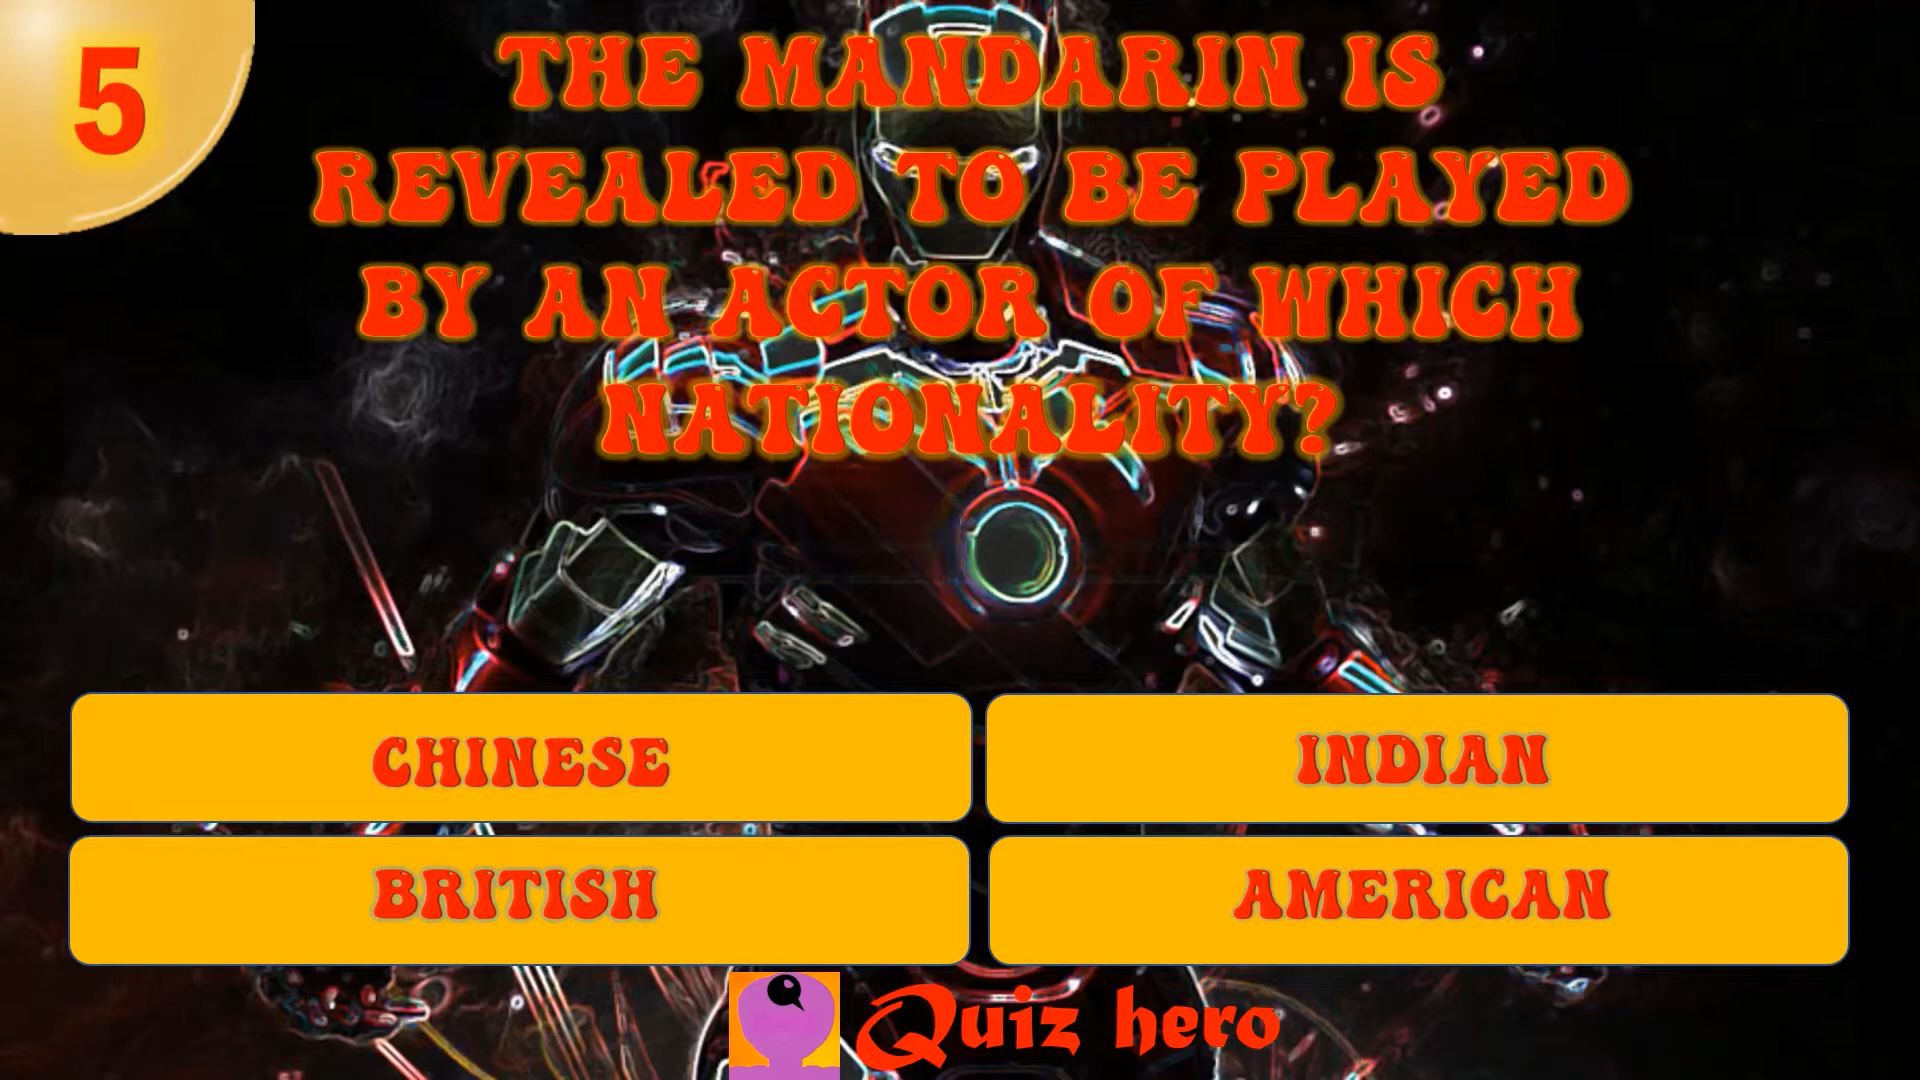 5
THE MANDARIN IS
REVEALED TO BE PLAYED
BY AN ACTOR OF WHICH
NATIONALITY?
CHINESE
INDIAN
BRITISH
AMERICAN
Quiz hero